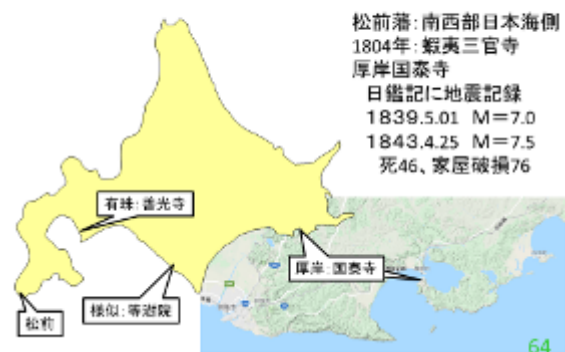 松前藩:南西部日本海側
1804年:蝦夷三官寺
厚岸国泰寺
日鑑記に地震記録
1839.5.01 M=7.0
1843.4.25 M=7.5
死46、家屋破損76
有珠:善光寺
厚岸:国泰寺
様似:等澍院
松前
64